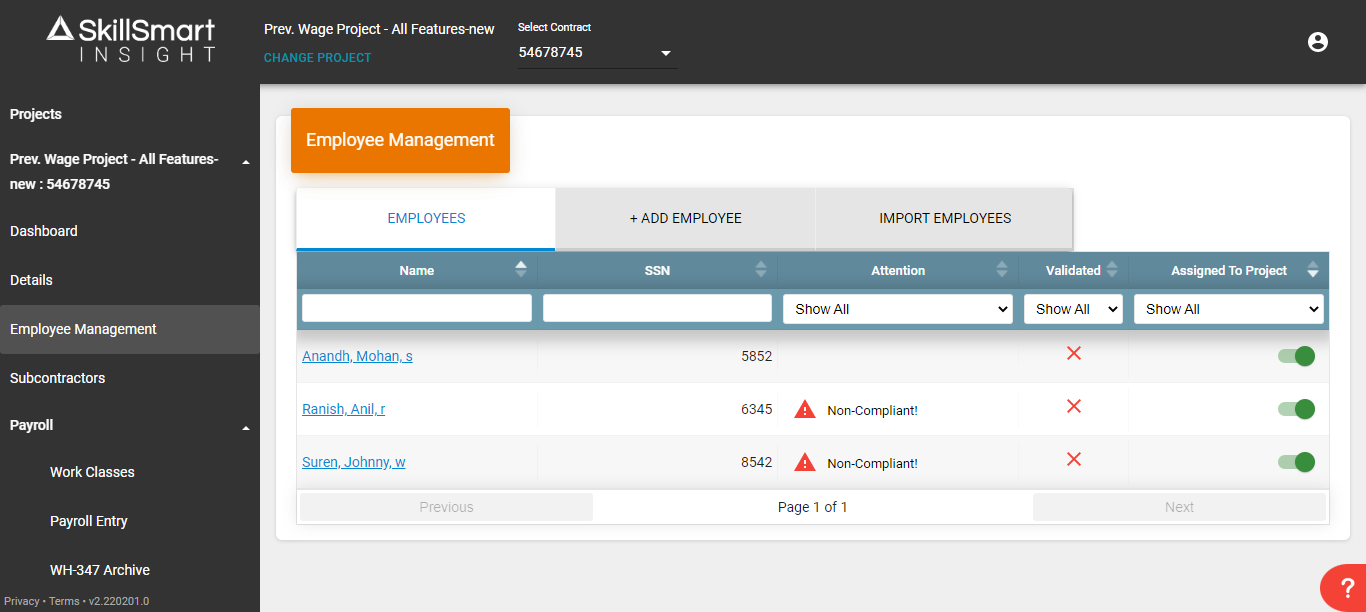 SkillSmart
INSIGHT
Prev. Wage Project - All Features-new
CHANGE PROJECT
Select Contract
54678745
Projects
Prev. Wage Project - All Features-
new : 54678745
Dashboard
Details
Employee Management
Subcontractors
Payroll
Work Classes
Payroll Entry
WH-347 Archive
Privacy • Terms • v2.220201.0
Employee Management
EMPLOYEES + ADD EMPLOYEE IMPORT EMPLOYEES
Name SSN Attention Validated Assigned To Project
Show All Show All Show All
Anandh, Mohan, s 5852
Ranish, Anil, r 6345 Non-Compliant!
Suren, Johnny, w 8542 Non-Compliant!
Previous Page 1 of 1 Next
?